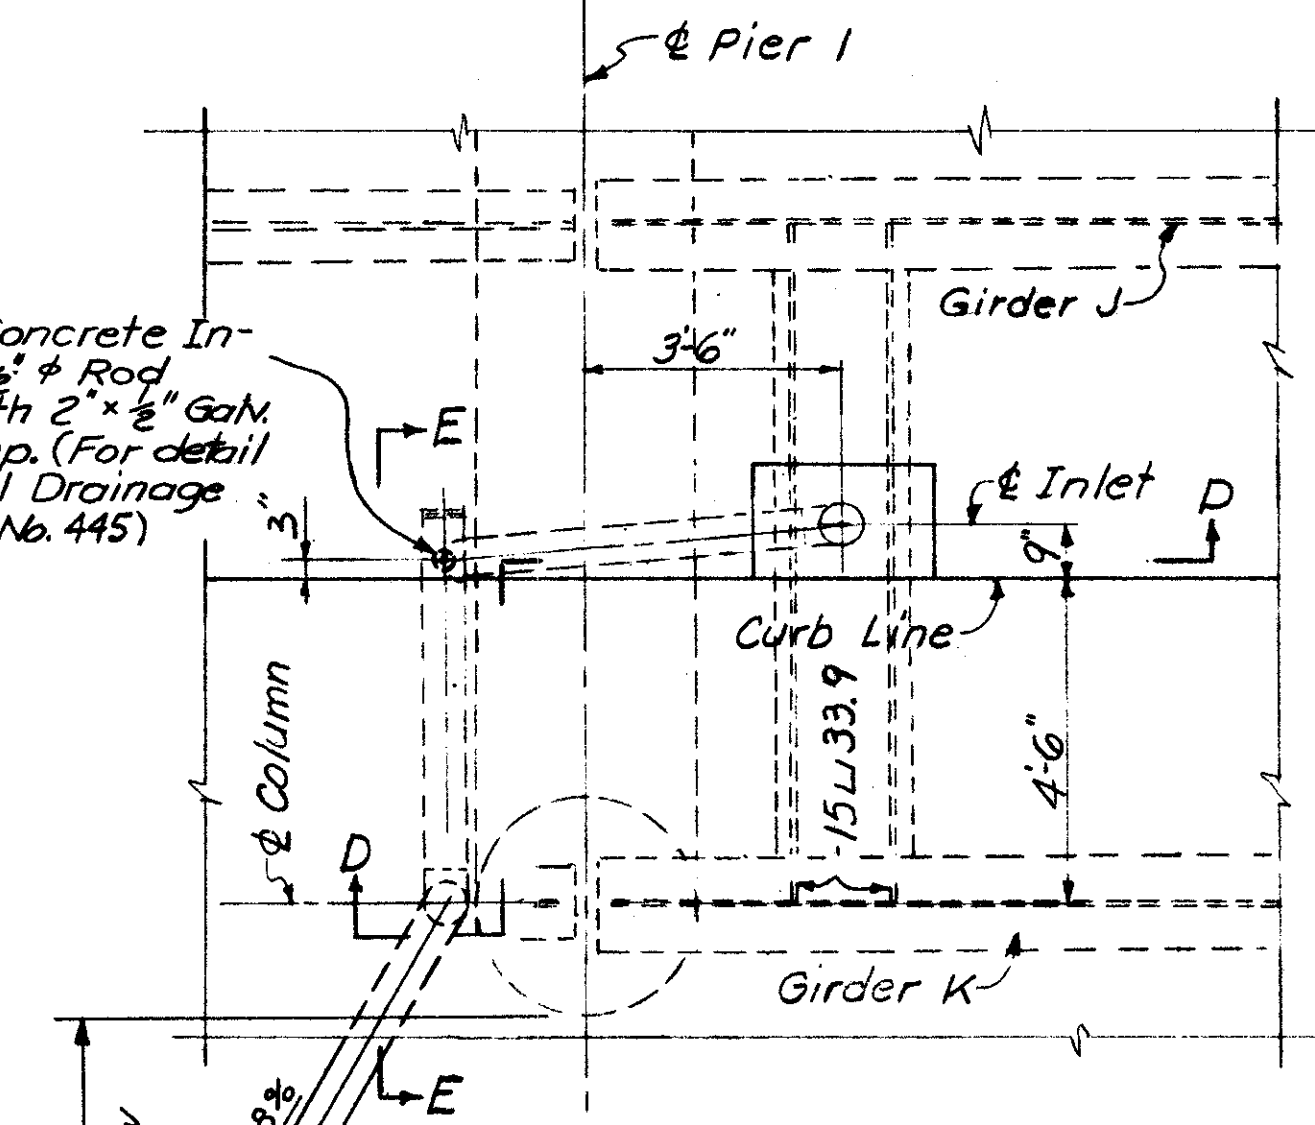 ℄ Pier 1
Girder J
3'-6"
Concrete In-
" ϕ Rod
2" × 1/2" Galv.
(For detail
Drainage
No. 445)
E
3"
℄ Inlet
D
9"
Curb Line
℄ Column
15 ⊔ 33.9
4'-6"
D
Girder K
8%
E